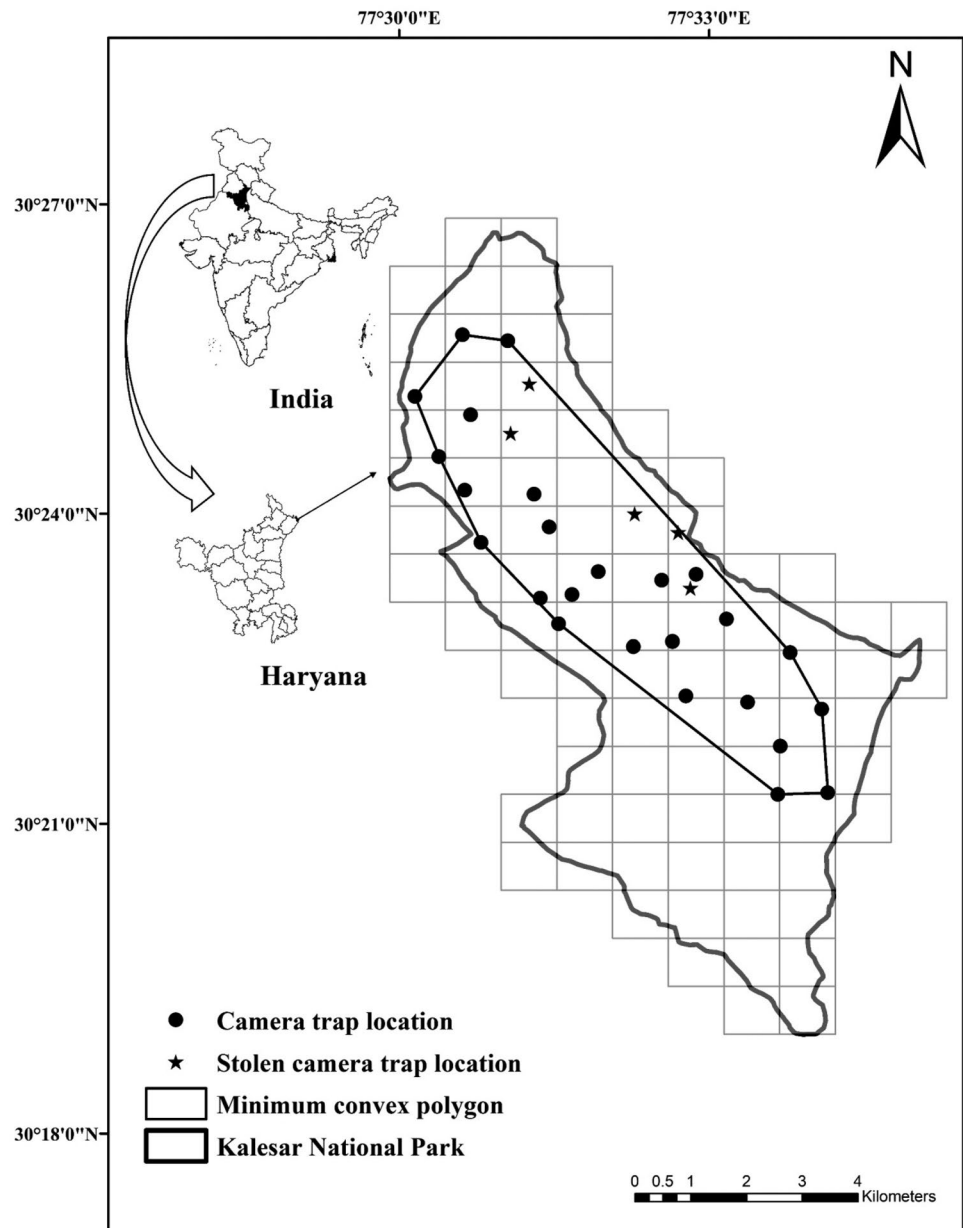 77°30'0"E 77°33'0"E
N
30°27'0"N
India
30°24'0"N
Haryana
30°21'0"N
Camera trap location
Stolen camera trap location
Minimum convex polygon
30°18'0"N
Kalesar National Park
0 0.5 1 2 3 4
Kilometers